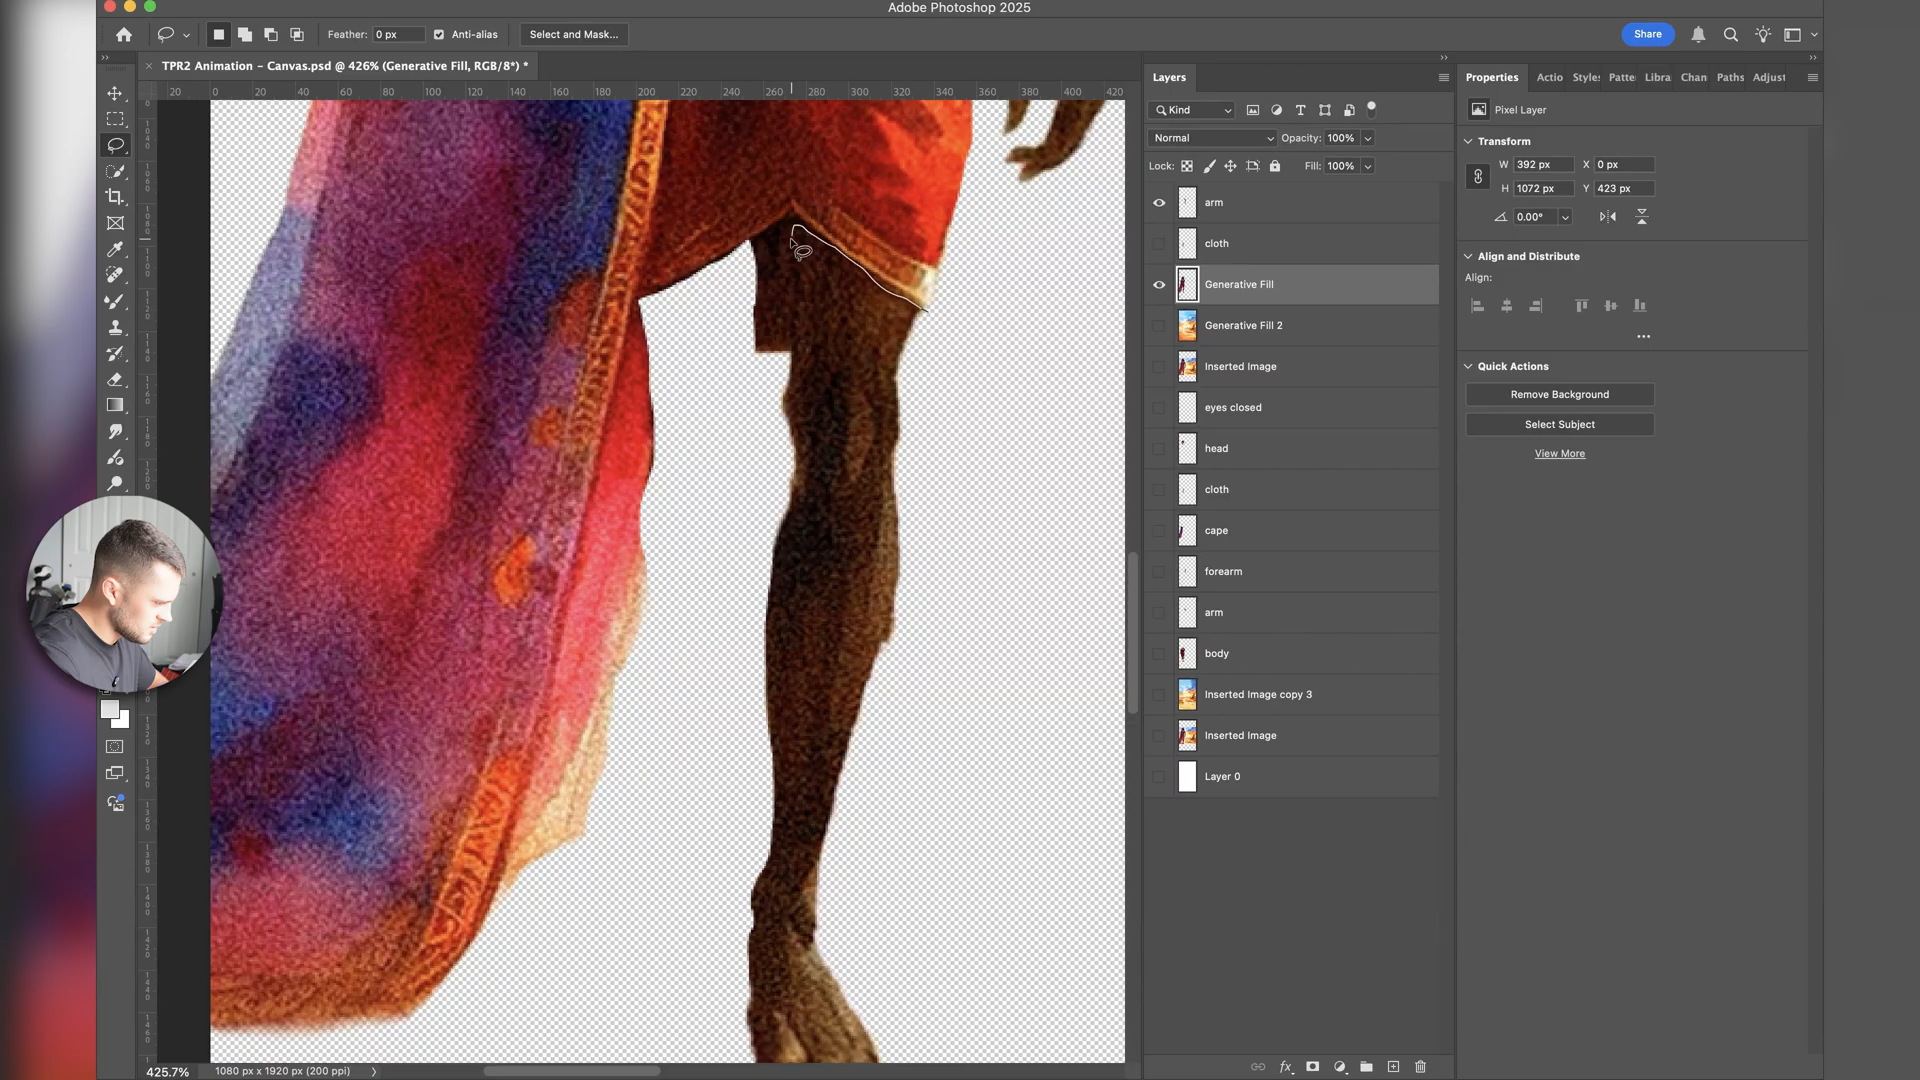 Adobe Photoshop 2025
Feather: 0 px Anti-alias Select and Mask... Share
× TPR2 Animation – Canvas.psd @ 426% (Generative Fill, RGB/8*) *
Layers
Properties Actio Styles Patte Libra Chan Paths Adjust
20 0 20 40 60 80 100 120 140 160 180 200 220 240 260 280 300 320 340 360 380 400 420
Kind
Pixel Layer
Normal Opacity: 100%
Transform
Lock: Fill: 100%
W 392 px X 0 px
H 1072 px Y 423 px
0.00°
arm
cloth
Generative Fill
Generative Fill 2
Inserted Image
eyes closed
head
cloth
cape
forearm
arm
body
Inserted Image copy 3
Inserted Image
Layer 0
Align and Distribute
Align:
Quick Actions
Remove Background
Select Subject
View More
425.7% 1080 px x 1920 px (200 ppi)
fx